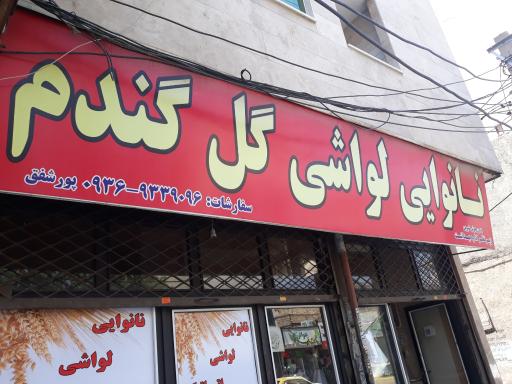 نانوایی لواشی گل گندم
سفارشات: ۰۹۳۶-۹۳۳۹۰۹۶ پورشفق
نانوایی
لواشی
نانوایی
لواشی